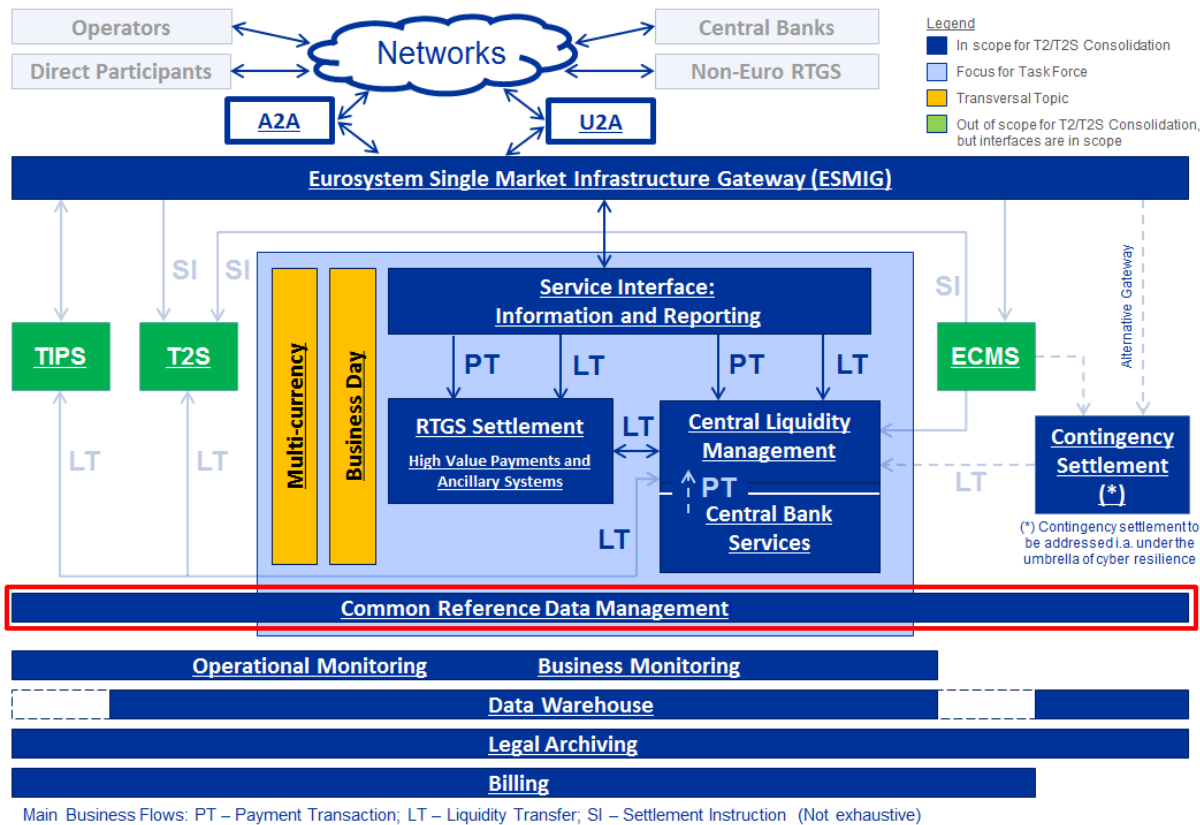 Operators
Direct Participants
Networks
Central Banks
Non-Euro RTGS
Legend
In scope for T2/T2S Consolidation
Focus for Task Force
Transversal Topic
Out of scope for T2/T2S Consolidation,
but interfaces are in scope
A2A
U2A
Eurosystem Single Market Infrastructure Gateway (ESMIG)
SI
SI
SI
Alternative Gateway
TIPS
T2S
Multi-currency
Business Day
Service Interface:
Information and Reporting
PT
LT
PT
LT
ECMS
RTGS Settlement
High Value Payments and
Ancillary Systems
LT
Central Liquidity
Management
PT
Central Bank
Services
Contingency
Settlement
(*)
LT
LT
LT
LT
(*) Contingency settlement to
be addressed i.a. under the
umbrella of cyber resilience
Common Reference Data Management
Operational Monitoring
Business Monitoring
Data Warehouse
Legal Archiving
Billing
Main Business Flows: PT – Payment Transaction; LT – Liquidity Transfer; SI – Settlement Instruction (Not exhaustive)